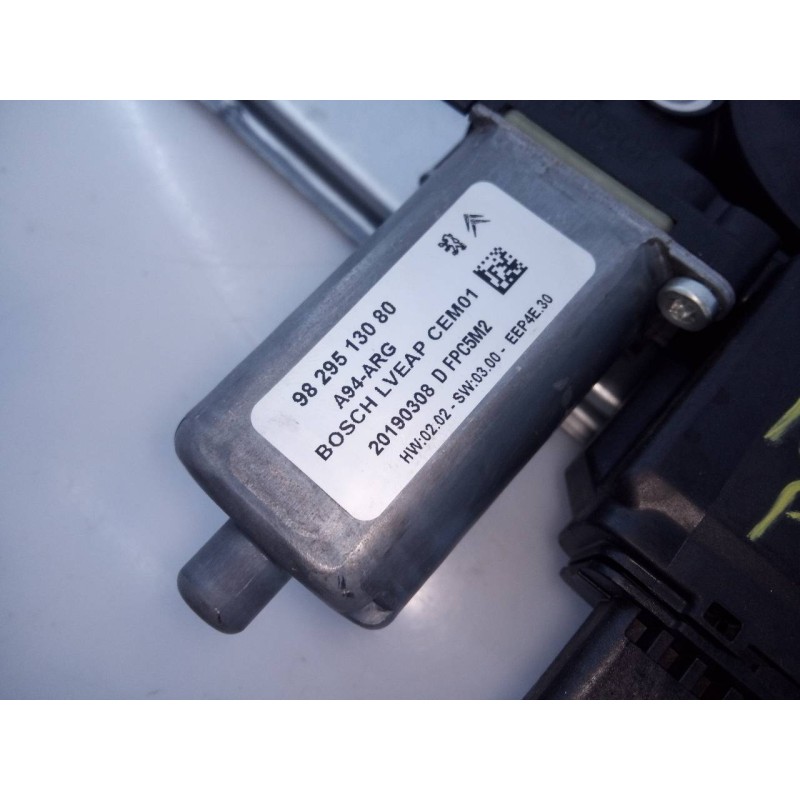 98 295 130 80
A94-ARG
BOSCH LVEAP CEM01
20190308 D FPC5M2
HW:02.02 - SW:03.00 - EEP4E.30